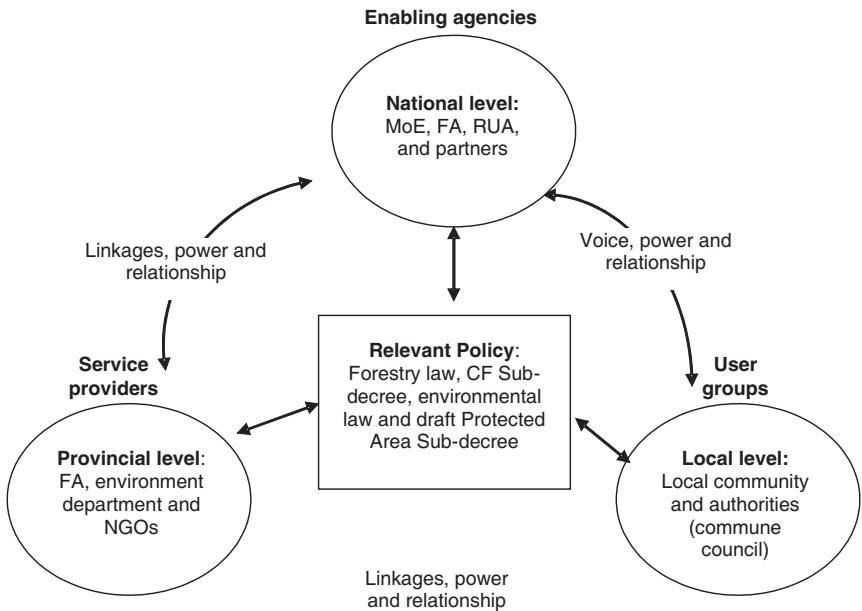 Enabling agencies
National level:
MoE, FA, RUA,
and partners
Linkages, power and
relationship
Voice, power and
relationship
Service
providers
Relevant Policy:
Forestry law, CF Sub-
decree, environmental
law and draft Protected
Area Sub-decree
User
groups
Provincial level:
FA, environment
department and
NGOs
Local level:
Local community
and authorities
(commune
council)
Linkages, power
and relationship